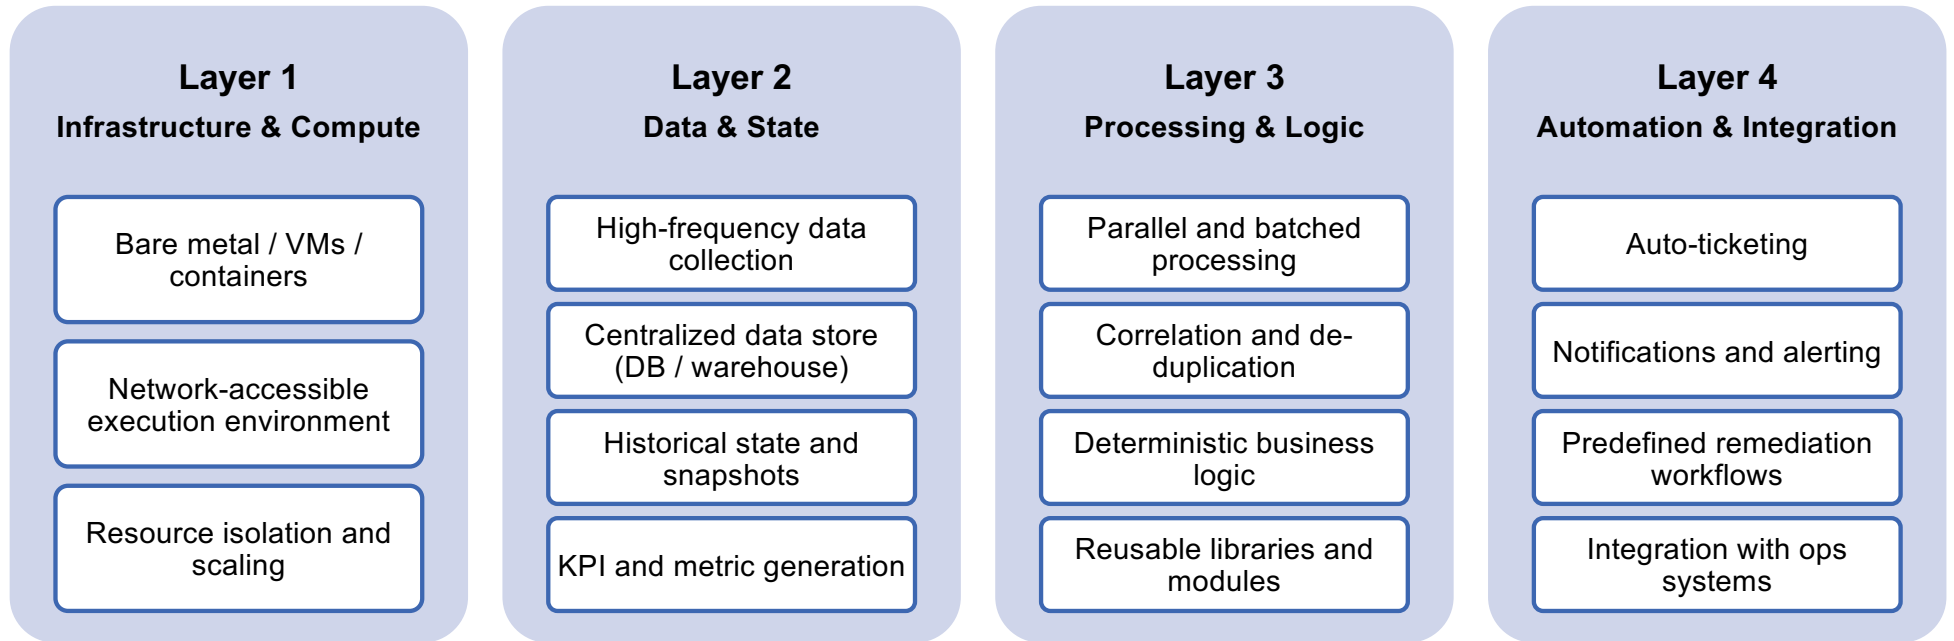 Layer 1
Infrastructure & Compute
Bare metal / VMs /
containers
Network-accessible
execution environment
Resource isolation and
scaling
Layer 2
Data & State
High-frequency data
collection
Centralized data store
(DB / warehouse)
Historical state and
snapshots
KPI and metric generation
Layer 3
Processing & Logic
Parallel and batched
processing
Correlation and de-
duplication
Deterministic business
logic
Reusable libraries and
modules
Layer 4
Automation & Integration
Auto-ticketing
Notifications and alerting
Predefined remediation
workflows
Integration with ops
systems